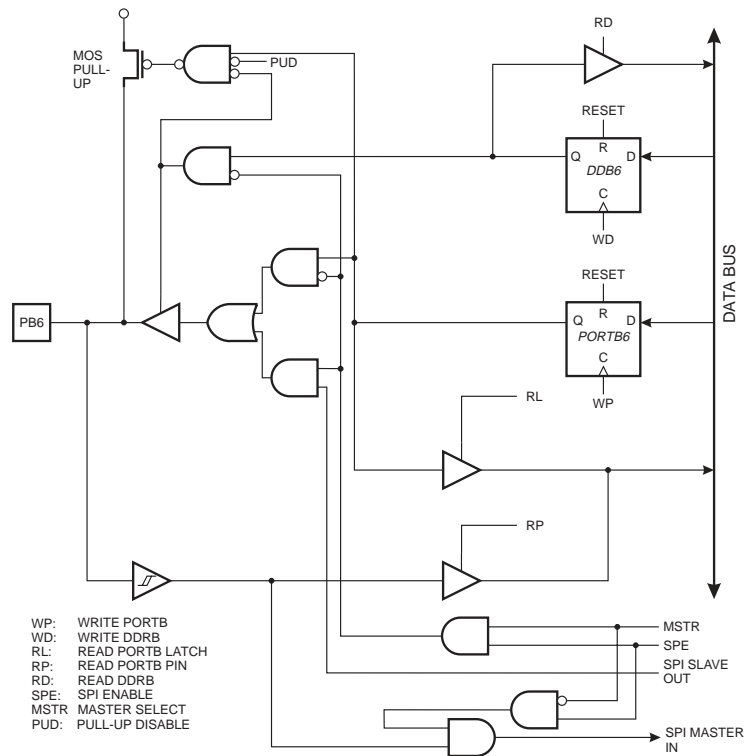 RD
MOS
PULL-
UP
PUD
RESET
R
Q
D
DDB6
C
WD
RESET
R
PB6
Q
D
PORTB6
C
WP
DATA BUS
RL
RP
WP: WRITE PORTB
WD: WRITE DDRB
RL: READ PORTB LATCH
RP: READ PORTB PIN
RD: READ DDRB
SPE: SPI ENABLE
MSTR MASTER SELECT
PUD: PULL-UP DISABLE
MSTR
SPE
SPI SLAVE
OUT
SPI MASTER
IN